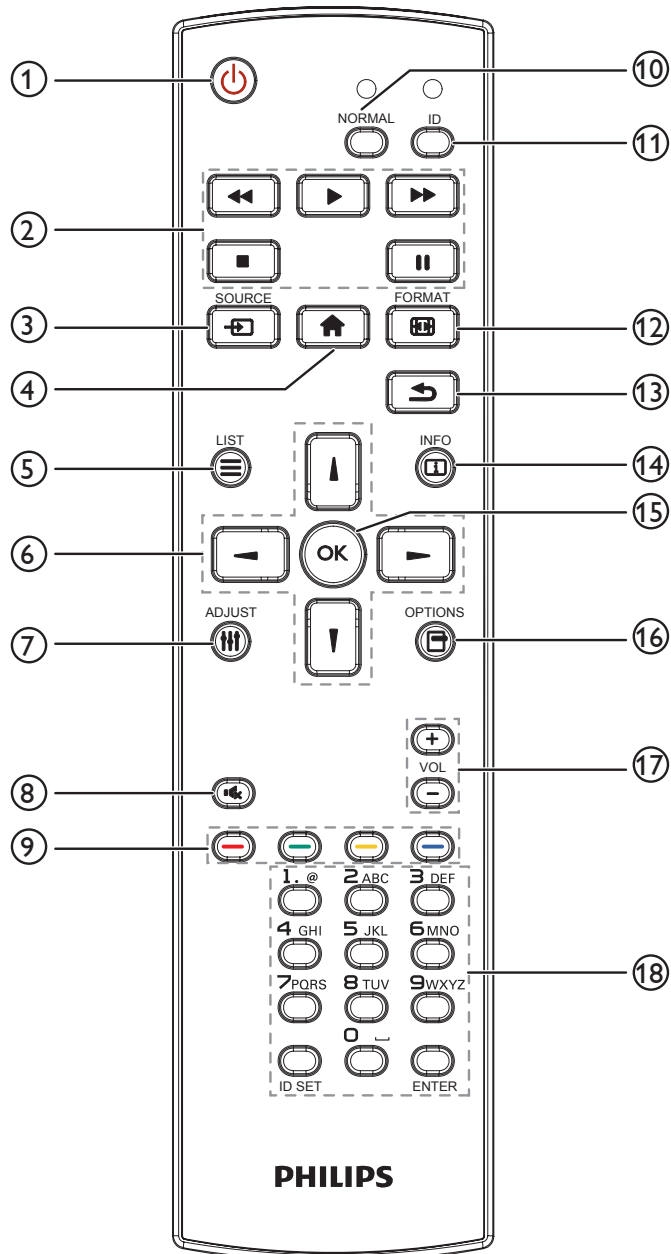 ①
⑩
NORMAL
ID
⑪
②
SOURCE
FORMAT
③
⑫
④
⑬
LIST
INFO
⑤
⑭
⑮
⑥
OK
ADJUST
OPTIONS
⑦
⑯
+
VOL
⑰
−
⑧
⑨
1. @
2 ABC
3 DEF
4 GHI
5 JKL
6 MNO
⑱
7 PQRS
8 TUV
9 WXYZ
0 ⎵
ID SET
ENTER
PHILIPS